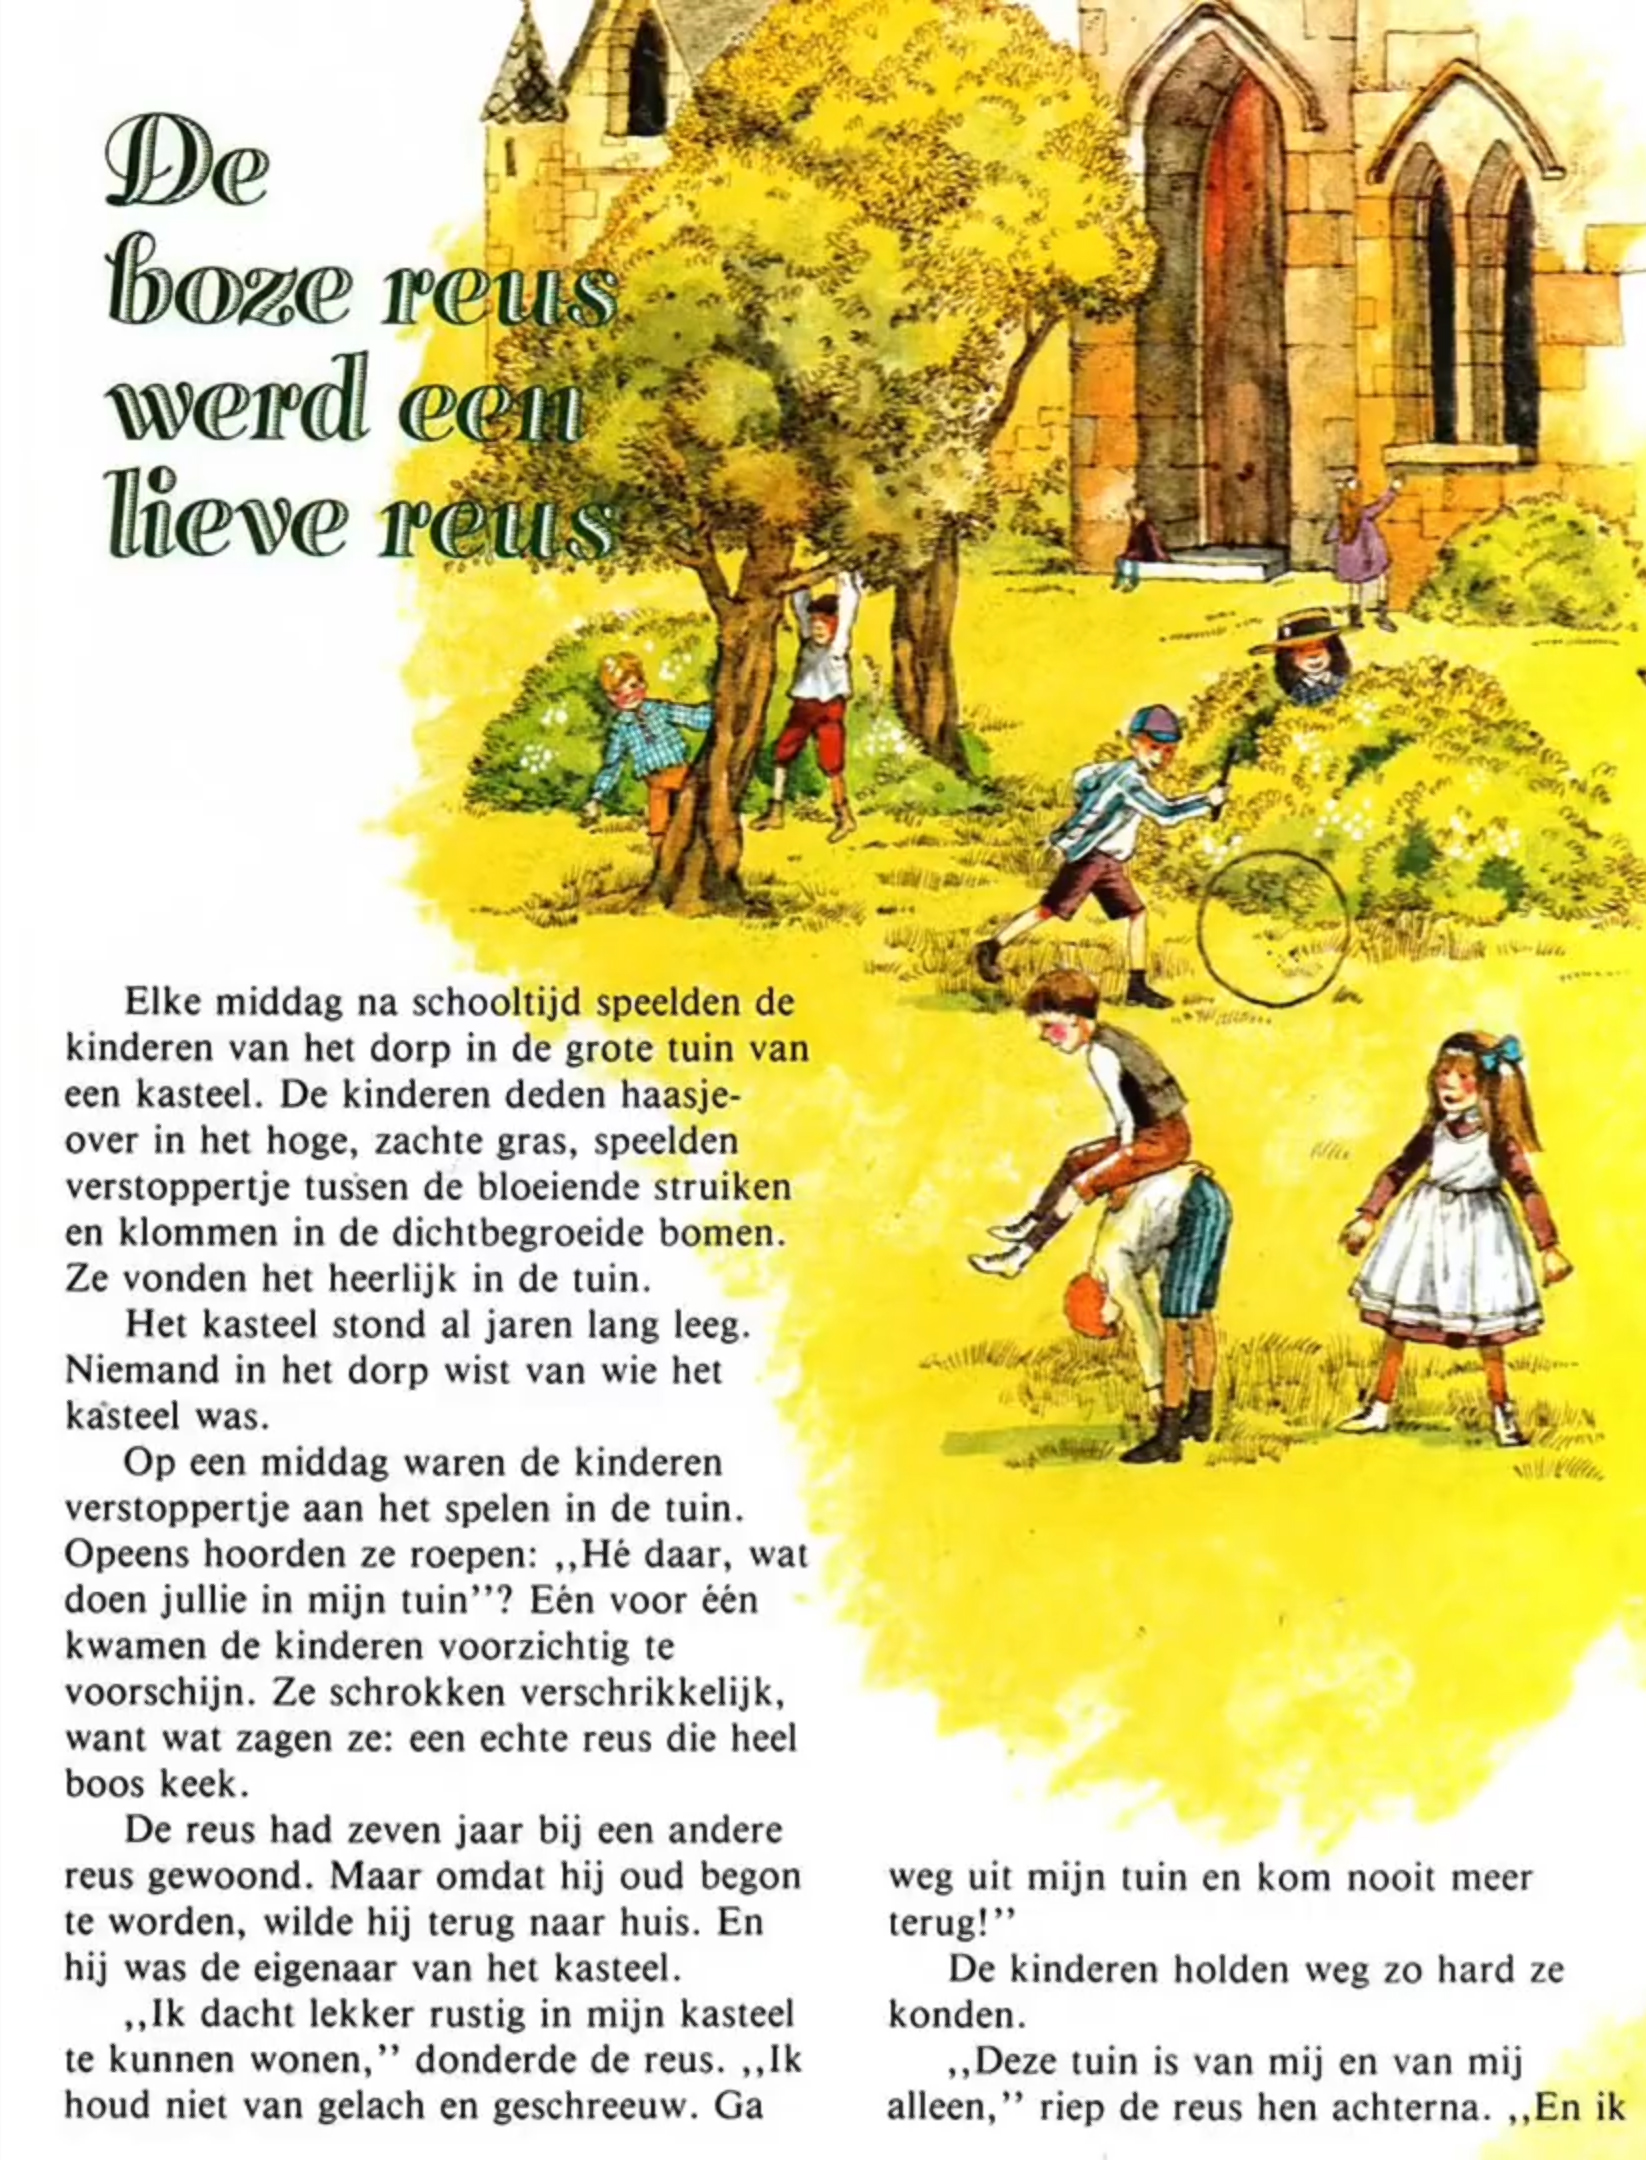 De
boze reus
werd een
lieve reus
Elke middag na schooltijd speelden de
kinderen van het dorp in de grote tuin van
een kasteel. De kinderen deden haasje-
over in het hoge, zachte gras, speelden
verstoppertje tussen de bloeiende struiken
en klommen in de dichtbegroeide bomen.
Ze vonden het heerlijk in de tuin.
Het kasteel stond al jaren lang leeg.
Niemand in het dorp wist van wie het
kasteel was.
Op een middag waren de kinderen
verstoppertje aan het spelen in de tuin.
Opeens hoorden ze roepen: ,,Hé daar, wat
doen jullie in mijn tuin’’? Eén voor één
kwamen de kinderen voorzichtig te
voorschijn. Ze schrokken verschrikkelijk,
want wat zagen ze: een echte reus die heel
boos keek.
De reus had zeven jaar bij een andere
reus gewoond. Maar omdat hij oud begon
te worden, wilde hij terug naar huis. En
hij was de eigenaar van het kasteel.
,,Ik dacht lekker rustig in mijn kasteel
te kunnen wonen,’’ donderde de reus. ,,Ik
houd niet van gelach en geschreeuw. Ga
weg uit mijn tuin en kom nooit meer
terug!’’
De kinderen holden weg zo hard ze
konden.
,,Deze tuin is van mij en van mij
alleen,’’ riep de reus hen achterna. ,,En ik